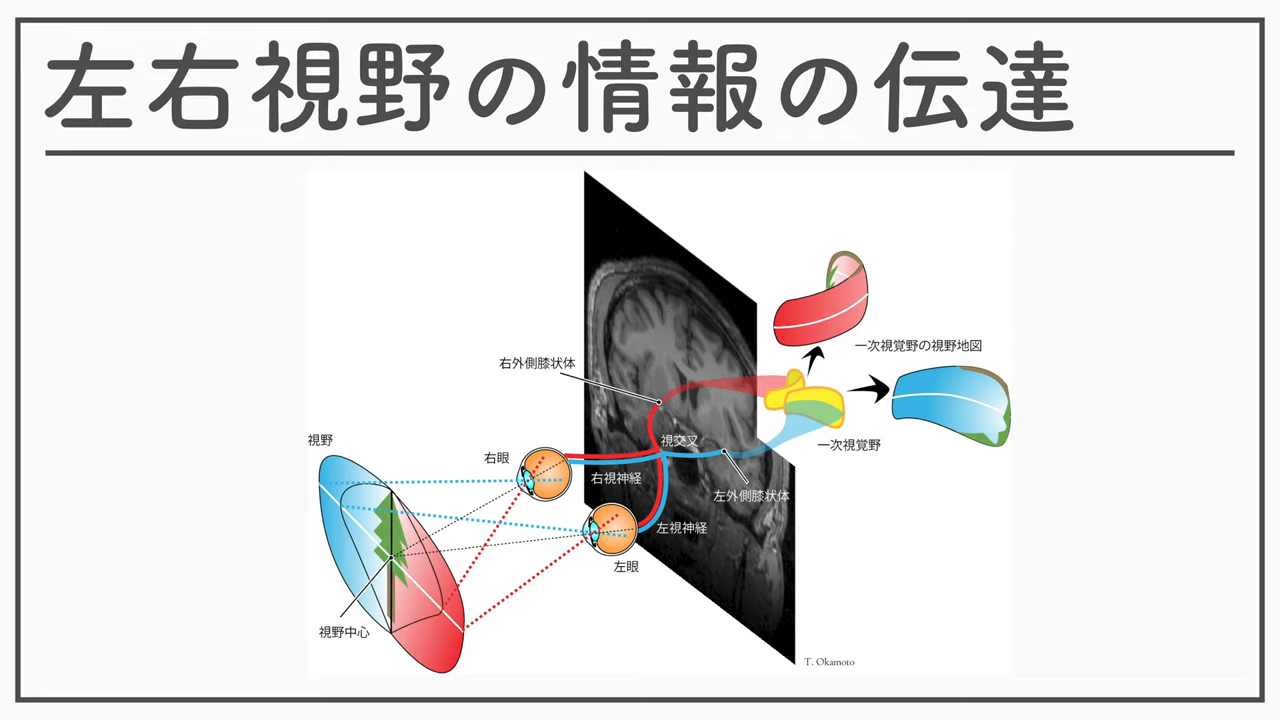 左右視野の情報の伝達
一次視覚野の視野地図
右外側膝状体
視野
視交叉
一次視覚野
右眼
右視神経
左外側膝状体
左視神経
左眼
視野中心
T. Okamoto